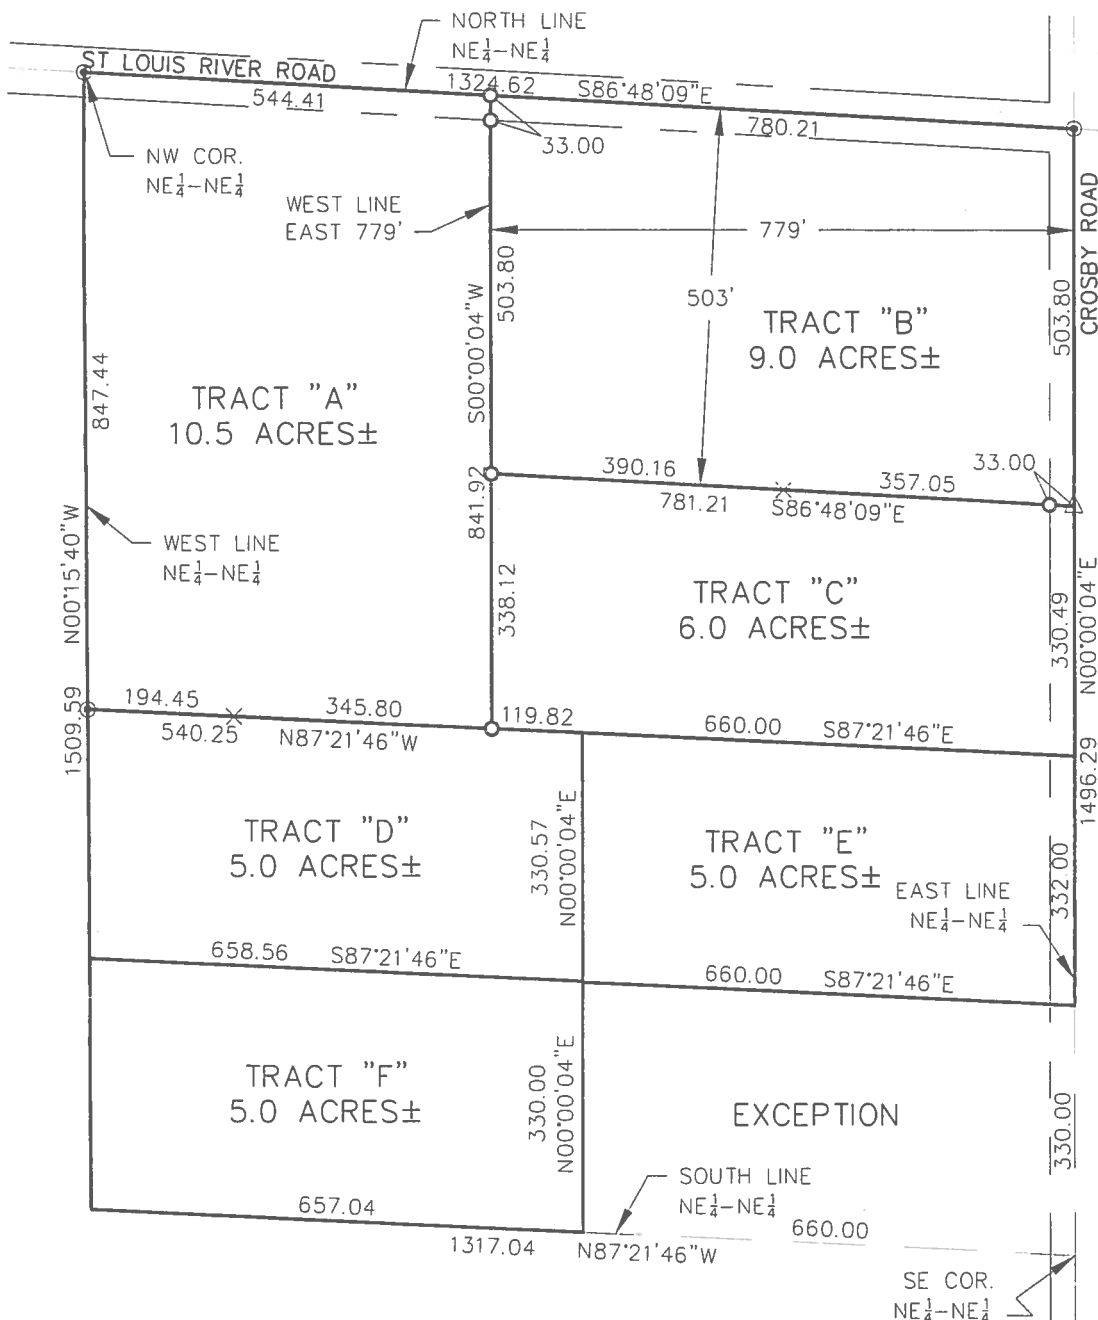 NORTH LINE
NE¼-NE¼
ST LOUIS RIVER ROAD
1324.62 S86°48'09"E
544.41
780.21
33.00
NW COR.
NE¼-NE¼
WEST LINE
EAST 779'
779'
CROSBY ROAD
503.80
S00°00'04"W
503'
503.80
TRACT "B"
9.0 ACRES±
847.44
TRACT "A"
10.5 ACRES±
390.16
33.00
357.05
781.21 S86°48'09"E
841.92
N00°15'40"W
WEST LINE
NE¼-NE¼
338.12
TRACT "C"
6.0 ACRES±
330.49
N00°00'04"E
194.45 345.80 119.82 660.00 S87°21'46"E
540.25 N87°21'46"W
1509.59
1496.29
TRACT "D"
5.0 ACRES±
330.57
N00°00'04"E
TRACT "E"
5.0 ACRES±
332.00
EAST LINE
NE¼-NE¼
658.56 S87°21'46"E
660.00 S87°21'46"E
TRACT "F"
5.0 ACRES±
330.00
N00°00'04"E
EXCEPTION
330.00
SOUTH LINE
NE¼-NE¼
657.04
660.00
1317.04 N87°21'46"W
SE COR.
NE¼-NE¼